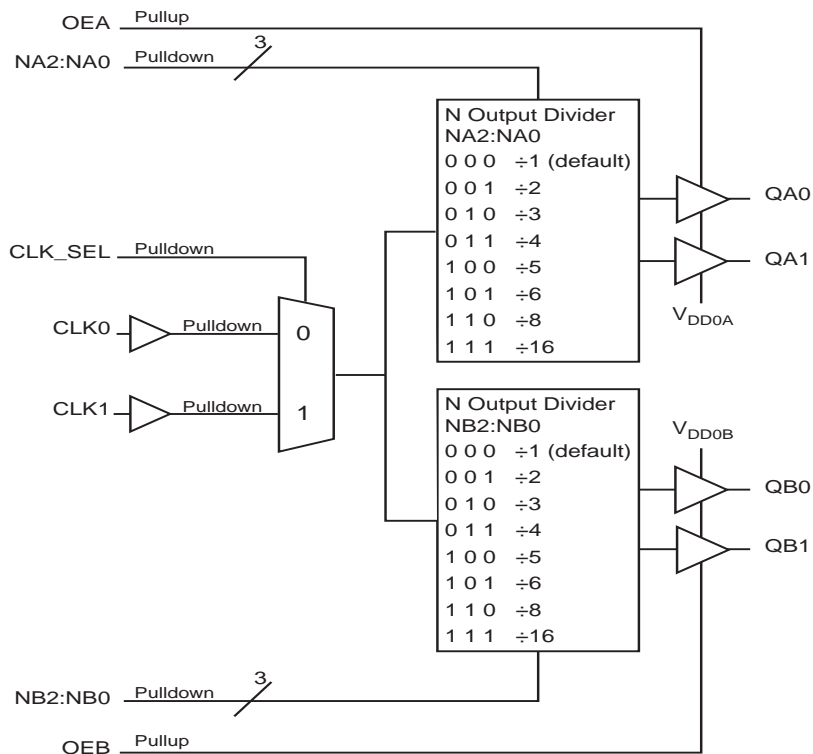 OEA Pullup
NA2:NA0 Pulldown 3
N Output Divider
NA2:NA0
0 0 0 ÷1 (default)
0 0 1 ÷2
0 1 0 ÷3
0 1 1 ÷4
1 0 0 ÷5
1 0 1 ÷6
1 1 0 ÷8
1 1 1 ÷16
QA0
QA1
VDD0A
CLK_SEL Pulldown
CLK0 Pulldown 0
CLK1 Pulldown 1
N Output Divider
NB2:NB0
0 0 0 ÷1 (default)
0 0 1 ÷2
0 1 0 ÷3
0 1 1 ÷4
1 0 0 ÷5
1 0 1 ÷6
1 1 0 ÷8
1 1 1 ÷16
VDD0B
QB0
QB1
NB2:NB0 Pulldown 3
OEB Pullup